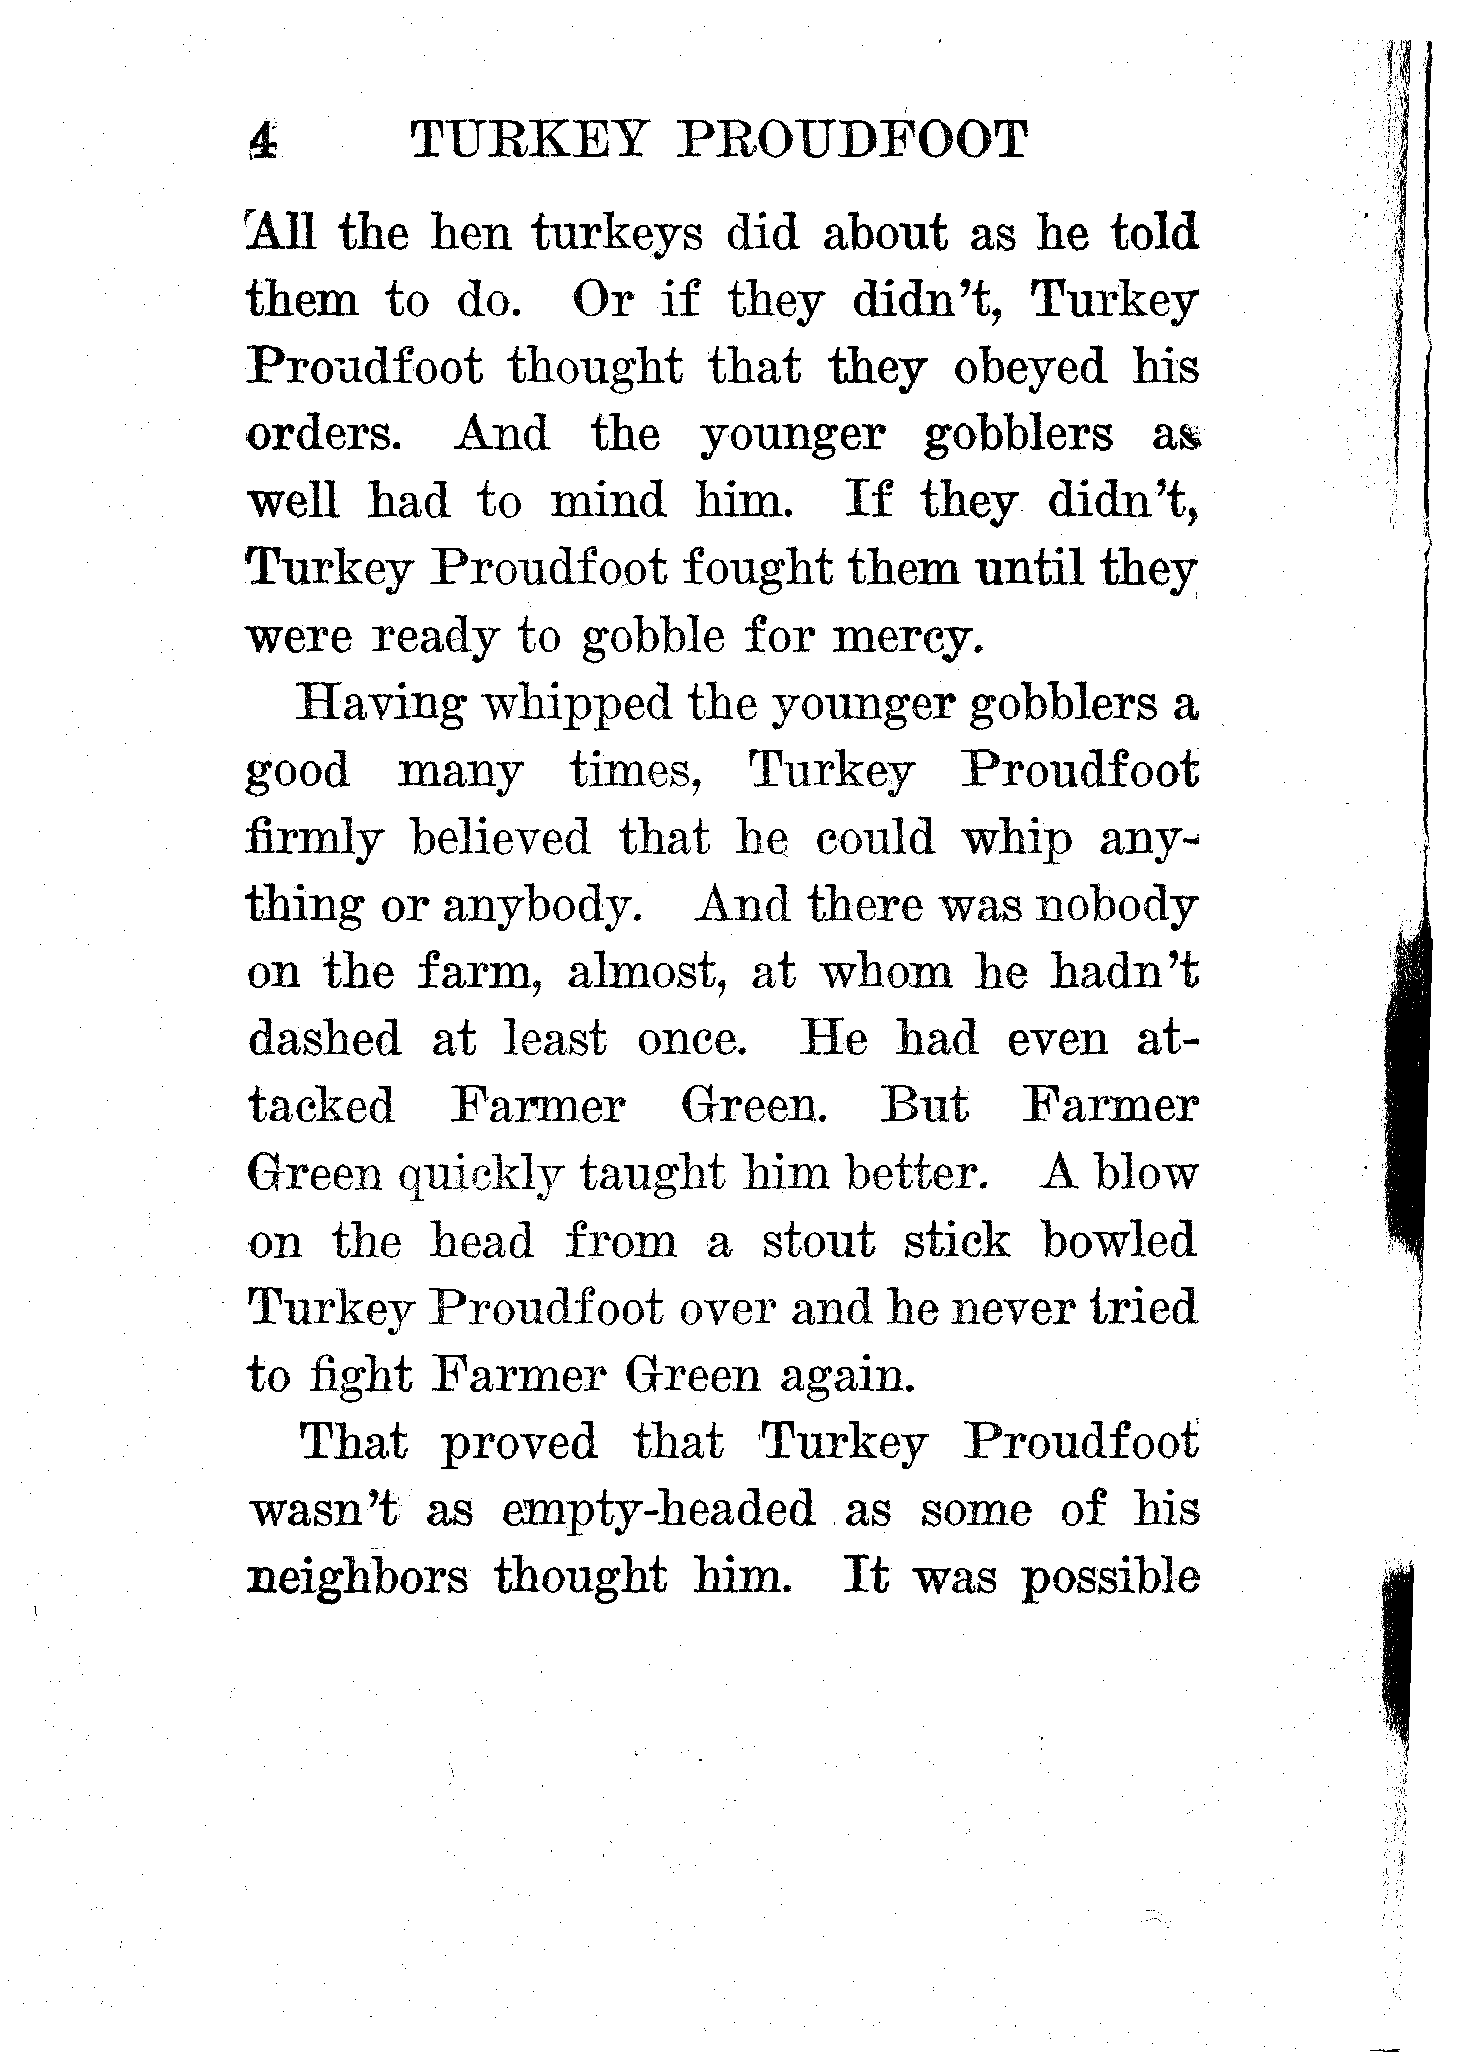 4 TURKEY PROUDFOOT
All the hen turkeys did about as he told
them to do. Or if they didn't, Turkey
Proudfoot thought that they obeyed his
orders. And the younger gobblers as
well had to mind him. If they didn't,
Turkey Proudfoot fought them until they
were ready to gobble for mercy.
Having whipped the younger gobblers a
good many times, Turkey Proudfoot
firmly believed that he could whip any-
thing or anybody. And there was nobody
on the farm, almost, at whom he hadn't
dashed at least once. He had even at-
tacked Farmer Green. But Farmer
Green quickly taught him better. A blow
on the head from a stout stick bowled
Turkey Proudfoot over and he never tried
to fight Farmer Green again.
That proved that Turkey Proudfoot
wasn't as empty-headed as some of his
neighbors thought him. It was possible